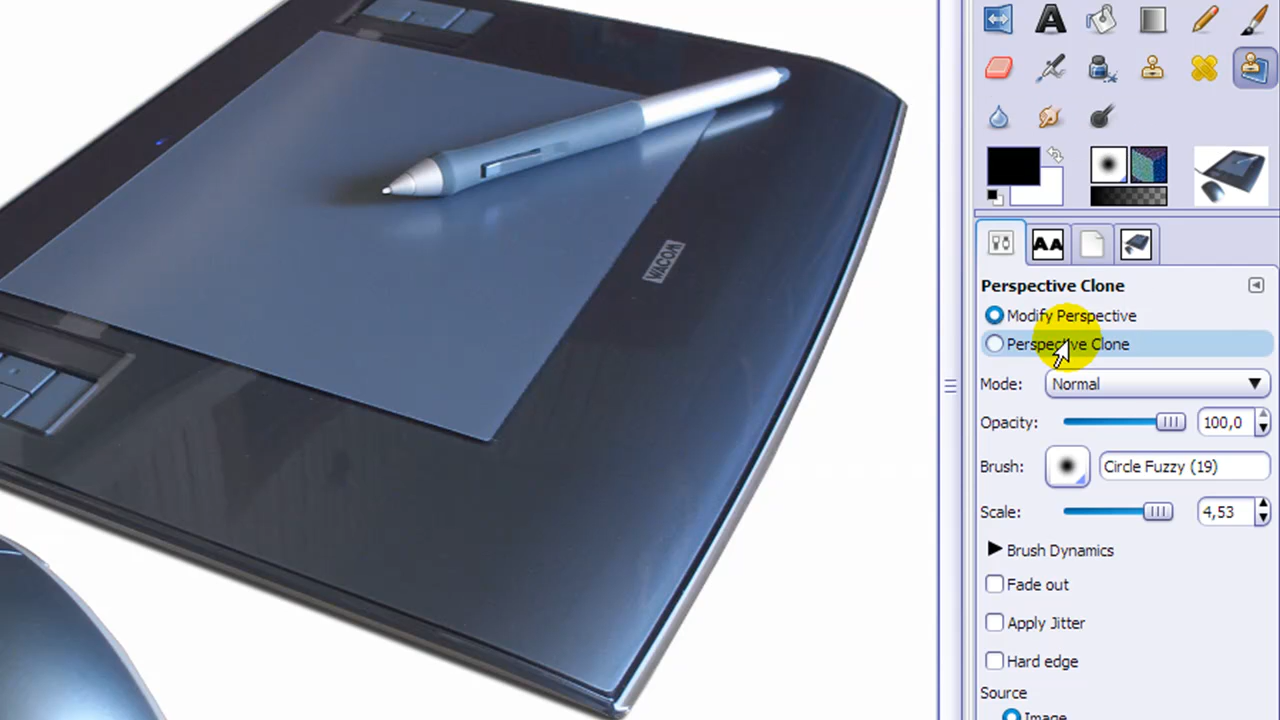 WACOM
Perspective Clone
Modify Perspective
Perspective Clone
Mode: Normal
Opacity: 100,0
Brush: Circle Fuzzy (19)
Scale: 4,53
Brush Dynamics
Fade out
Apply Jitter
Hard edge
Source
Image